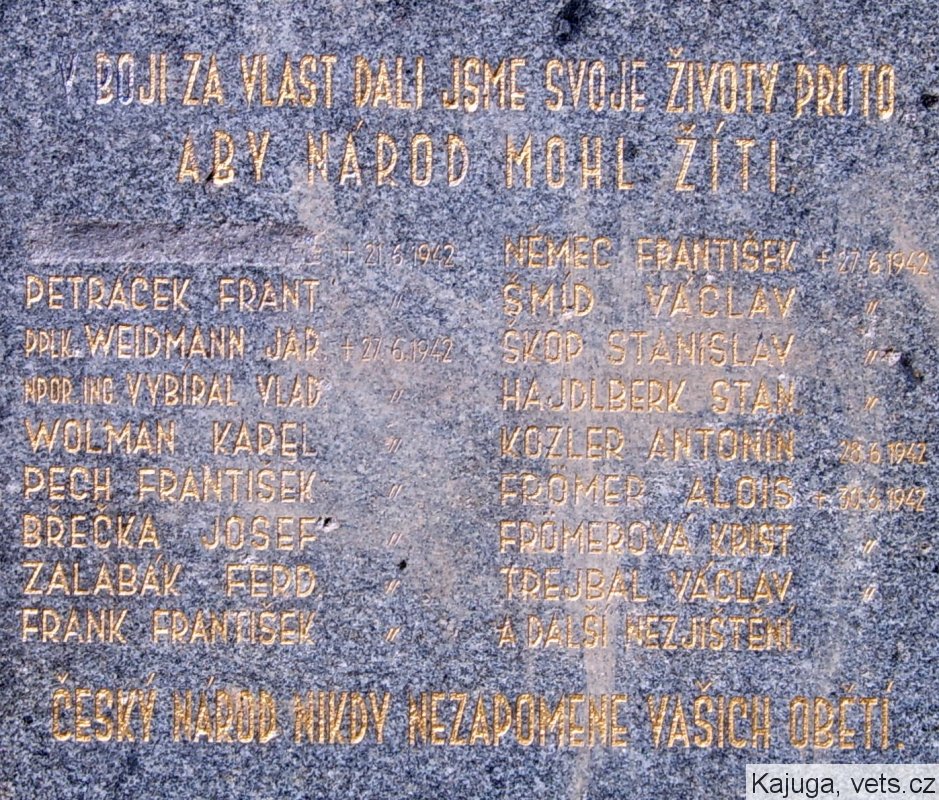 V BOJI ZA VLAST DALI JSME SVOJE ŽIVOTY PROTO,
ABY NÁROD MOHL ŽÍTI.
† 21.6.1942
PETRÁČEK FRANT. "
PPLK. WEIDMANN JAR. † 27.6.1942
NPOR. ING. VYBÍRAL VLAD. "
WOLMAN KAREL "
PECH FRANTIŠEK "
BŘEČKA JOSEF "
ZALABÁK FERD. "
FRANK FRANTIŠEK "
NĚMEC FRANTIŠEK † 27.6.1942
ŠMÍD VÁCLAV "
ŠKOP STANISLAV "
HAJDLBERK STAN. "
KOZLER ANTONÍN 28.6.1942
FRÖMER ALOIS † 30.6.1942
FRÖMEROVÁ KRIST. "
TREJBAL VÁCLAV "
A DALŠÍ NEZJIŠTĚNÍ.
ČESKÝ NÁROD NIKDY NEZAPOMENE VAŠICH OBĚTÍ.
Kajuga, vets.cz